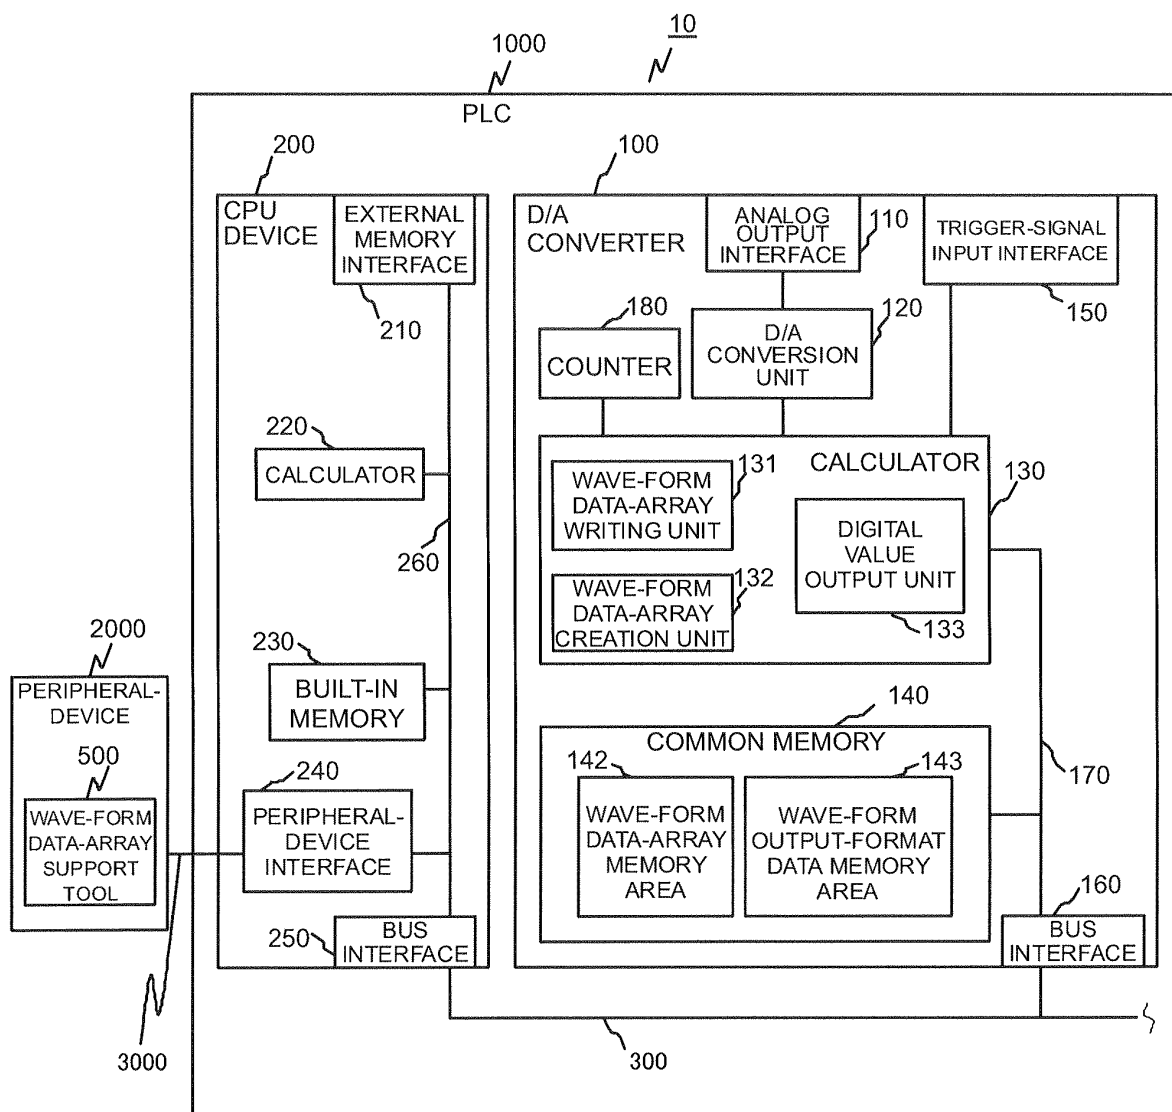 10
1000
PLC
200
100
CPU
DEVICE
EXTERNAL
MEMORY
INTERFACE
210
D/A
CONVERTER
ANALOG
OUTPUT
INTERFACE
110
TRIGGER-SIGNAL
INPUT INTERFACE
150
180
COUNTER
120
D/A
CONVERSION
UNIT
220
CALCULATOR
260
CALCULATOR
130
131
WAVE-FORM
DATA-ARRAY
WRITING UNIT
132
WAVE-FORM
DATA-ARRAY
CREATION UNIT
DIGITAL
VALUE
OUTPUT UNIT
133
2000
PERIPHERAL-
DEVICE
500
WAVE-FORM
DATA-ARRAY
SUPPORT
TOOL
230
BUILT-IN
MEMORY
240
PERIPHERAL-
DEVICE
INTERFACE
140
COMMON MEMORY
142
WAVE-FORM
DATA-ARRAY
MEMORY
AREA
143
WAVE-FORM
OUTPUT-FORMAT
DATA MEMORY
AREA
170
160
BUS
INTERFACE
250
BUS
INTERFACE
3000
300